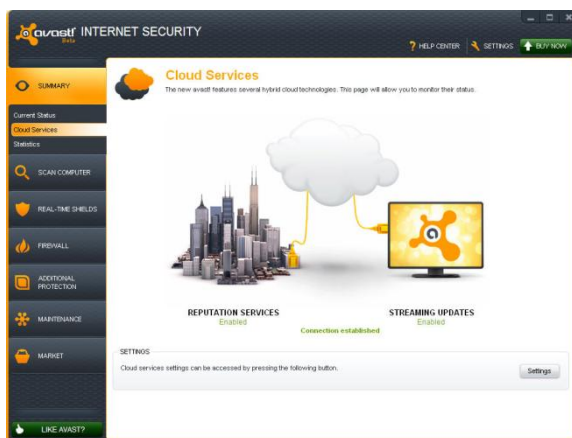 avast! INTERNET SECURITY
Beta
? HELP CENTER
SETTINGS
BUY NOW
SUMMARY
Current Status
Cloud Services
Statistics
SCAN COMPUTER
REAL-TIME SHIELDS
FIREWALL
ADDITIONAL
PROTECTION
MAINTENANCE
MARKET
LIKE AVAST?
Cloud Services
The new avast! features several hybrid cloud technologies. This page will allow you to monitor their status.
REPUTATION SERVICES
Enabled
STREAMING UPDATES
Enabled
Connection established
SETTINGS
Cloud services settings can be accessed by pressing the following button.
Settings